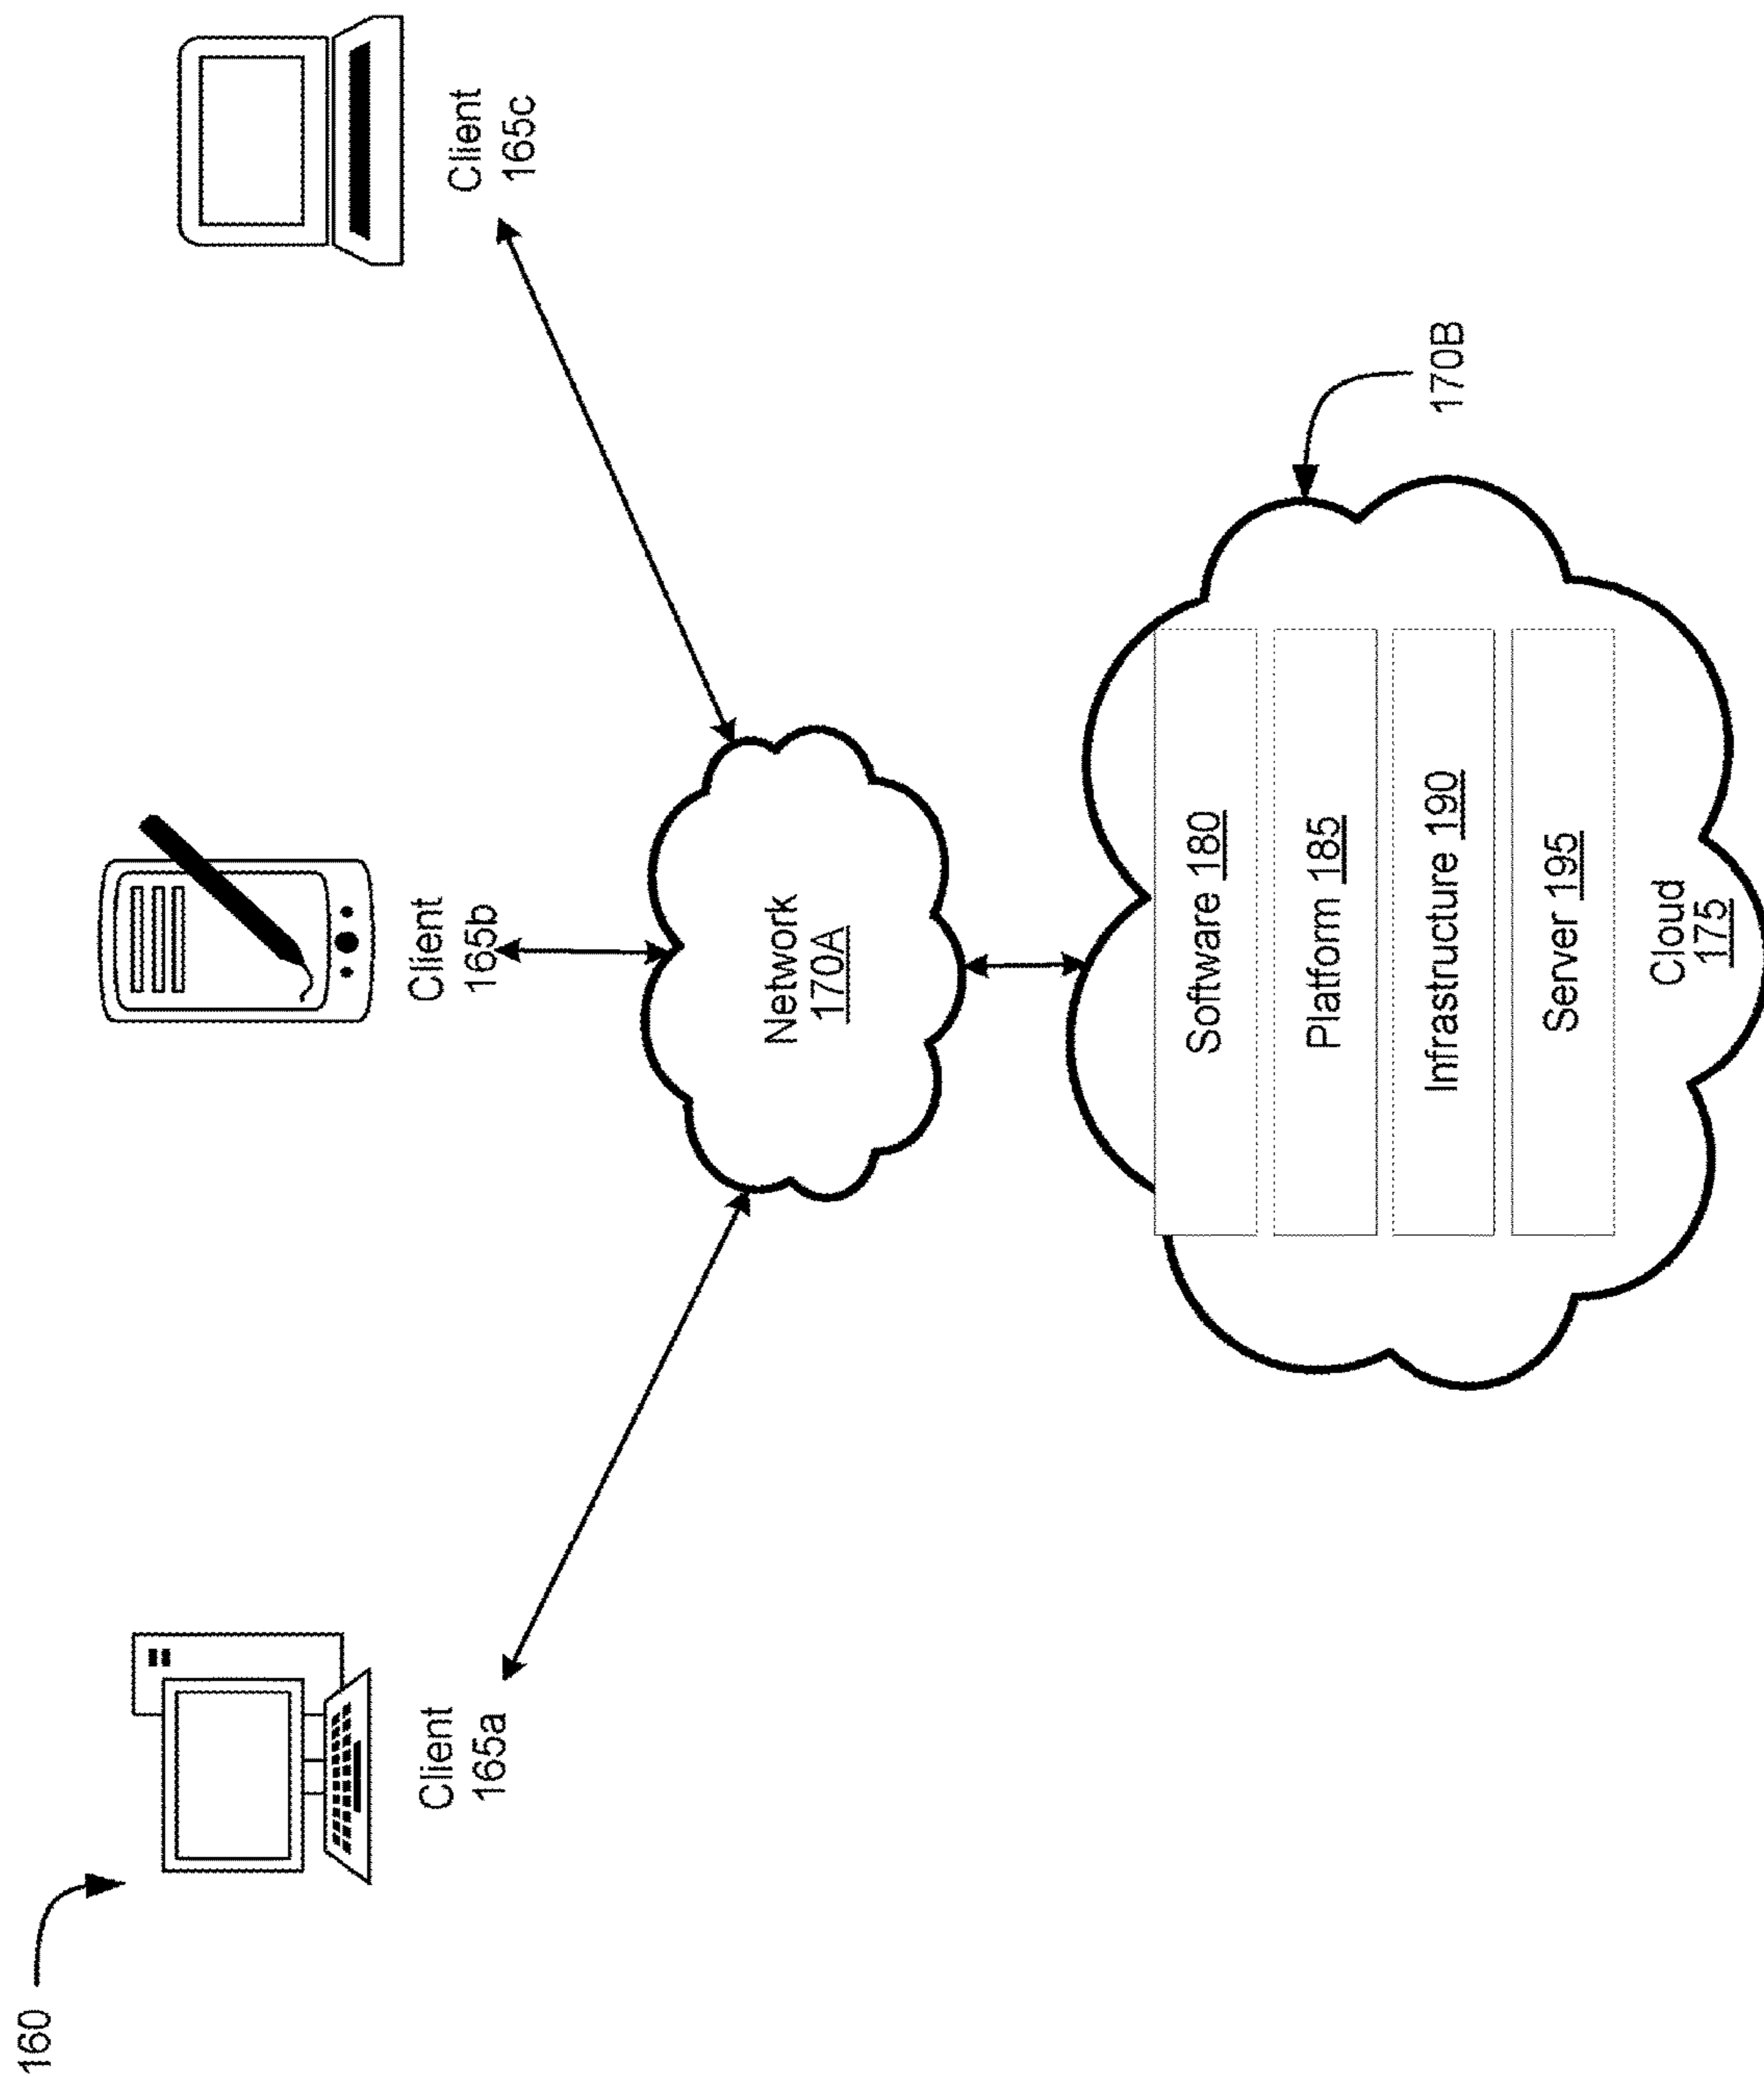 160
Client
165a
Client
165b
Client
165c
Network
170A
170B
Software 180
Platform 185
Infrastructure 190
Server 195
Cloud
175